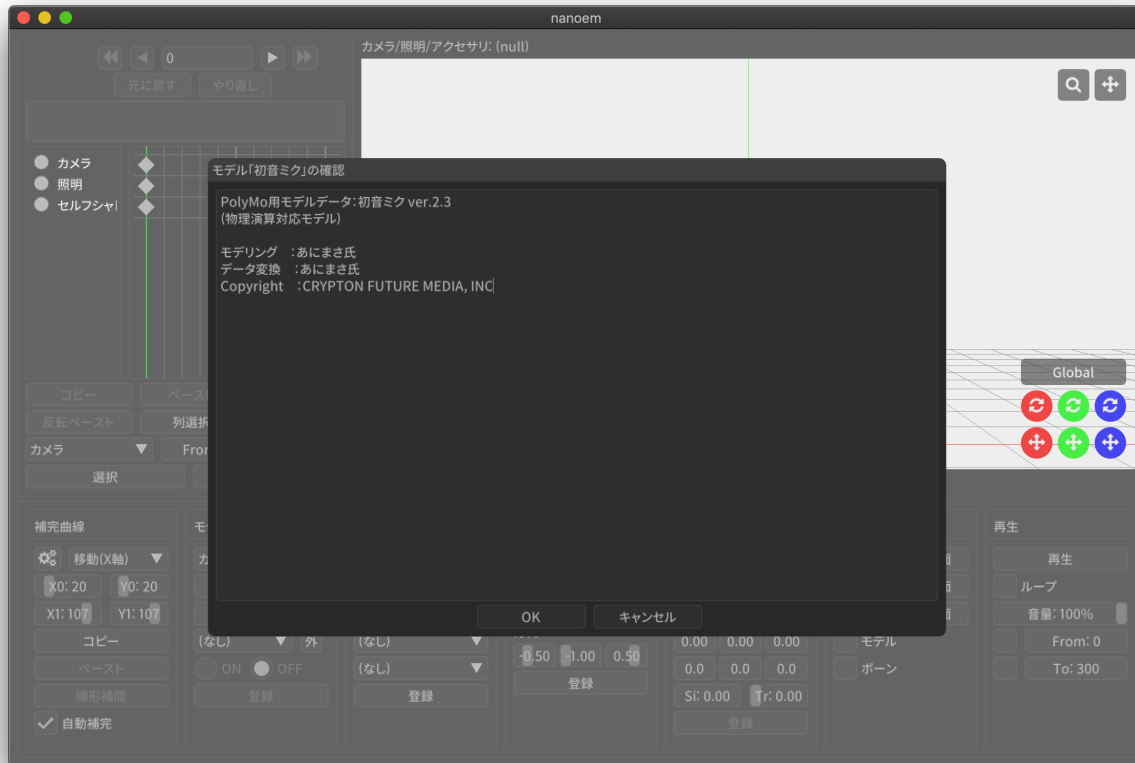 nanoem
カメラ/照明/アクセサリ: (null)
0
元に戻す
やり直し
カメラ
照明
セルフシャ
モデル「初音ミク」の確認
PolyMo用モデルデータ:初音ミク ver.2.3
(物理演算対応モデル)
モデリング　:あにまさ氏
データ変換　:あにまさ氏
Copyright　:CRYPTON FUTURE MEDIA, INC
OK
キャンセル
Global
コピー
ペースト
反転ペースト
列選択
カメラ
From
選択
補完曲線
移動(X軸)
X0: 20
Y0: 20
X1: 107
Y1: 107
コピー
ペースト
線形補間
自動補完
モ
カ
(なし)
外
ON
OFF
登録
(なし)
(なし)
登録
-0.50
-1.00
0.50
登録
0.00
0.00
0.00
0.0
0.0
0.0
Si: 0.00
Tr: 0.00
登録
面
面
面
モデル
ボーン
再生
再生
ループ
音量: 100%
From: 0
To: 300